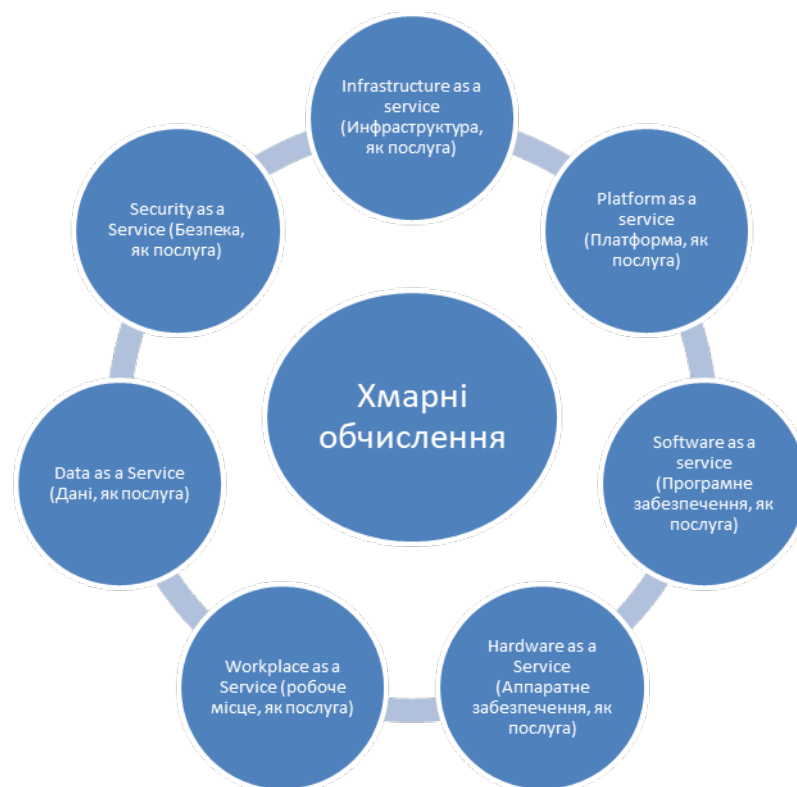 Infrastructure as a
service
(Инфраструктура,
як послуга)
Platform as a
service
(Платформа, як
послуга)
Software as a
service
(Програмне
забезпечення, як
послуга)
Hardware as a
Service
(Аппаратне
забезпечення, як
послуга)
Workplace as a
Service (робоче
місце, як послуга)
Data as a Service
(Дані, як послуга)
Security as a
Service (Безпека,
як послуга)
Хмарні
обчислення